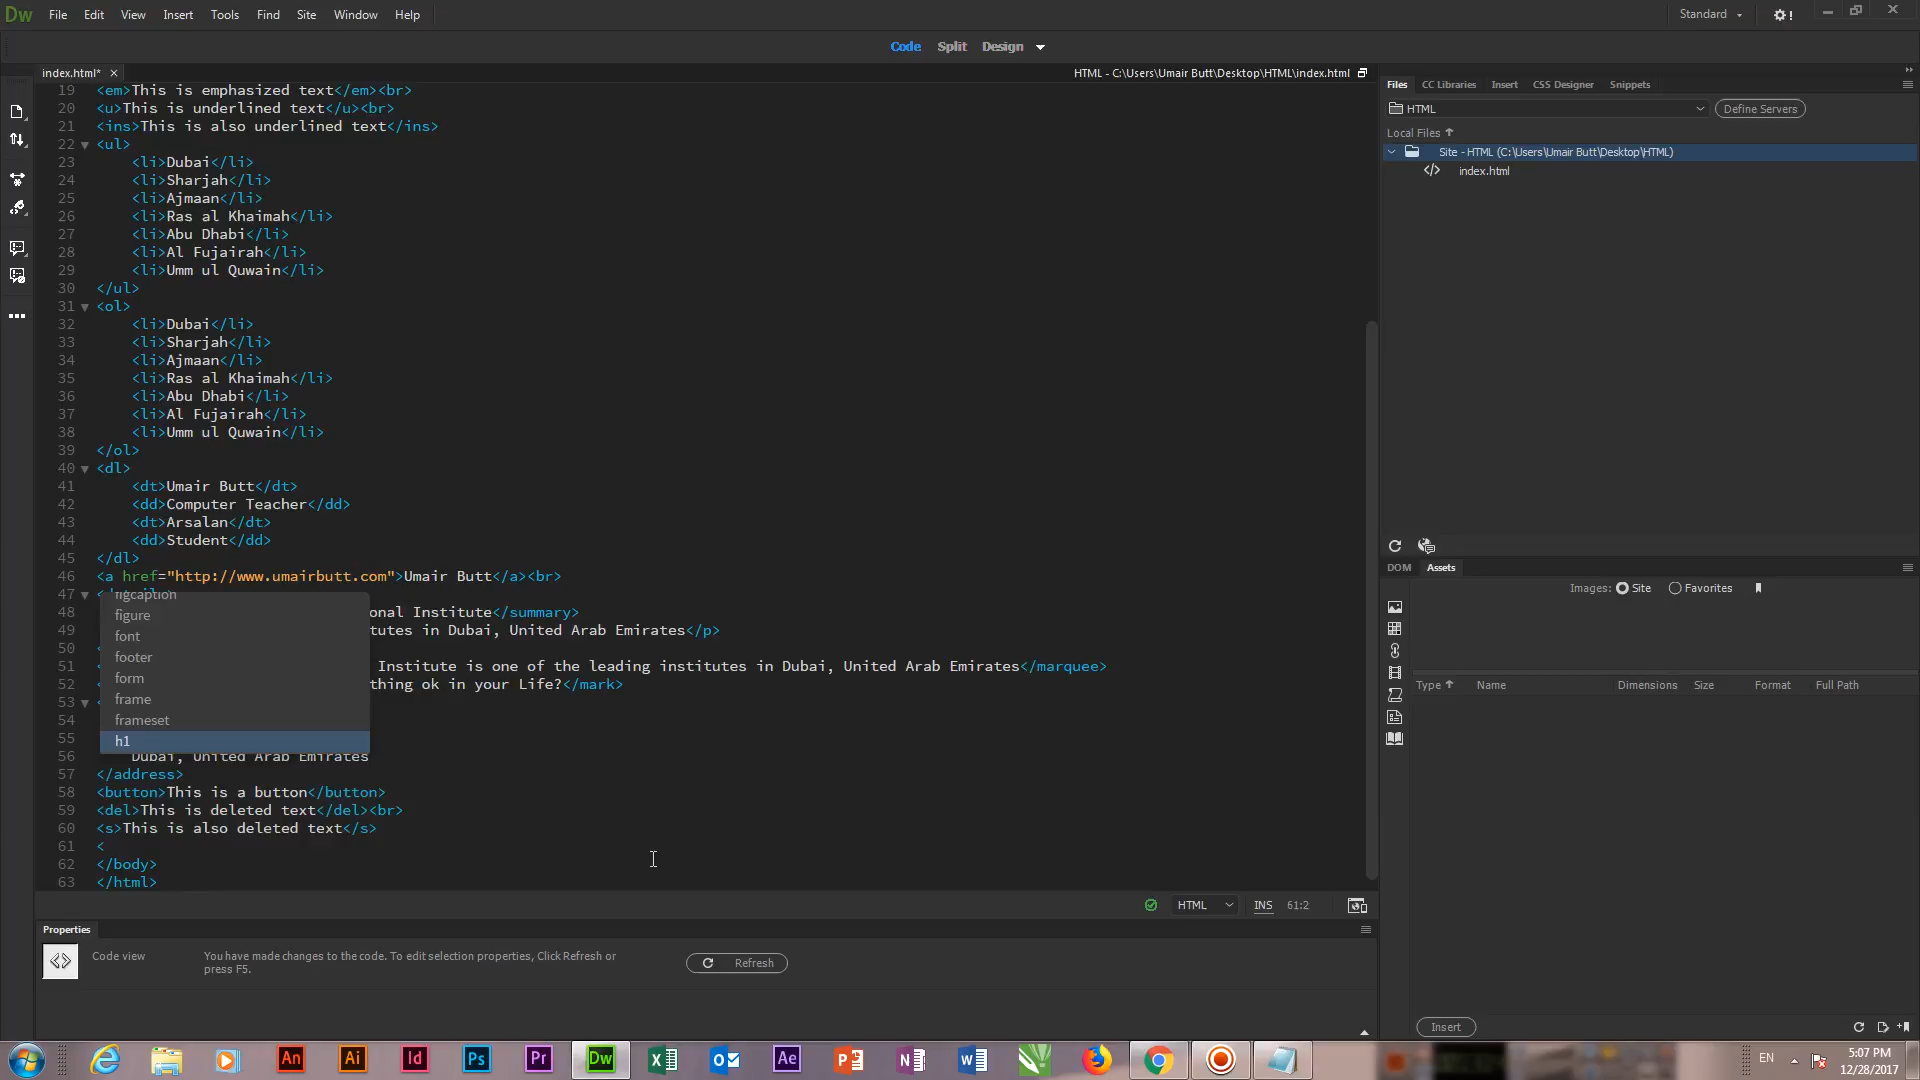 Dw File Edit View Insert Tools Find Site Window Help Standard
Code Split Design
index.html* HTML - C:\Users\Umair Butt\Desktop\HTML\index.html
19 <em>This is emphasized text</em><br>
20 <u>This is underlined text</u><br>
21 <ins>This is also underlined text</ins>
22 <ul>
23 <li>Dubai</li>
24 <li>Sharjah</li>
25 <li>Ajmaan</li>
26 <li>Ras al Khaimah</li>
27 <li>Abu Dhabi</li>
28 <li>Al Fujairah</li>
29 <li>Umm ul Quwain</li>
30 </ul>
31 <ol>
32 <li>Dubai</li>
33 <li>Sharjah</li>
34 <li>Ajmaan</li>
35 <li>Ras al Khaimah</li>
36 <li>Abu Dhabi</li>
37 <li>Al Fujairah</li>
38 <li>Umm ul Quwain</li>
39 </ol>
40 <dl>
41 <dt>Umair Butt</dt>
42 <dd>Computer Teacher</dd>
43 <dt>Arsalan</dt>
44 <dd>Student</dd>
45 </dl>
46 <a href="http://www.umairbutt.com">Umair Butt</a><br>
47
48 onal Institute</summary>
49 tutes in Dubai, United Arab Emirates</p>
50
51 Institute is one of the leading institutes in Dubai, United Arab Emirates</marquee>
52 thing ok in your Life?</mark>
53
54
55
56 Dubai, United Arab Emirates
57 </address>
58 <button>This is a button</button>
59 <del>This is deleted text</del><br>
60 <s>This is also deleted text</s>
61 <
62 </body>
63 </html>
figcaption
figure
font
footer
form
frame
frameset
h1
HTML INS 61:2
Properties
Code view You have made changes to the code. To edit selection properties, Click Refresh or
press F5.
Refresh
Files CC Libraries Insert CSS Designer Snippets
HTML Define Servers
Local Files
Site - HTML (C:\Users\Umair Butt\Desktop\HTML)
index.html
DOM Assets
Images: Site Favorites
Type Name Dimensions Size Format Full Path
Insert
An Ai Id Ps Pr Dw Ae
EN 5:07 PM
12/28/2017